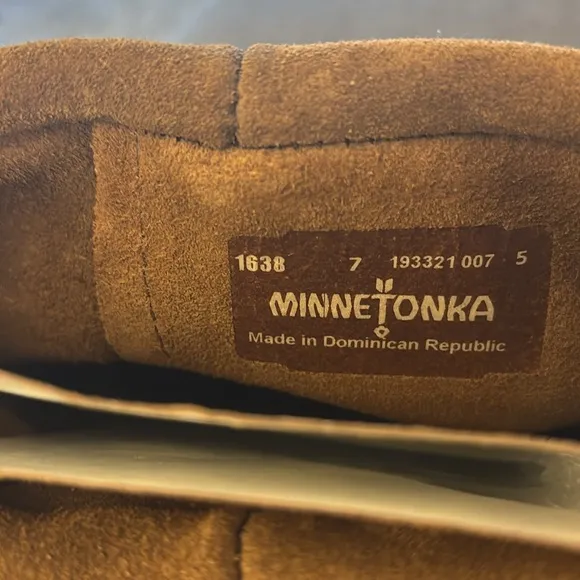 1638 7 193321 007 5
MINNETONKA
Made in Dominican Republic